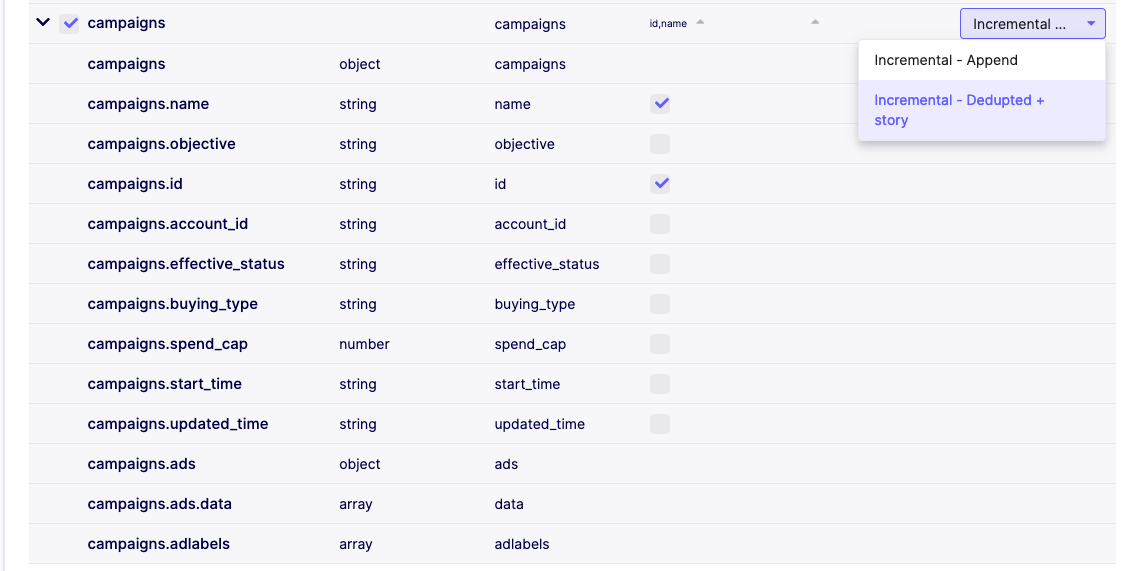 campaigns campaigns id,name Incremental ...
Incremental - Append
campaigns object campaigns
Incremental - Dedupted +
story
campaigns.name string name
campaigns.objective string objective
campaigns.id string id
campaigns.account_id string account_id
campaigns.effective_status string effective_status
campaigns.buying_type string buying_type
campaigns.spend_cap number spend_cap
campaigns.start_time string start_time
campaigns.updated_time string updated_time
campaigns.ads object ads
campaigns.ads.data array data
campaigns.adlabels array adlabels